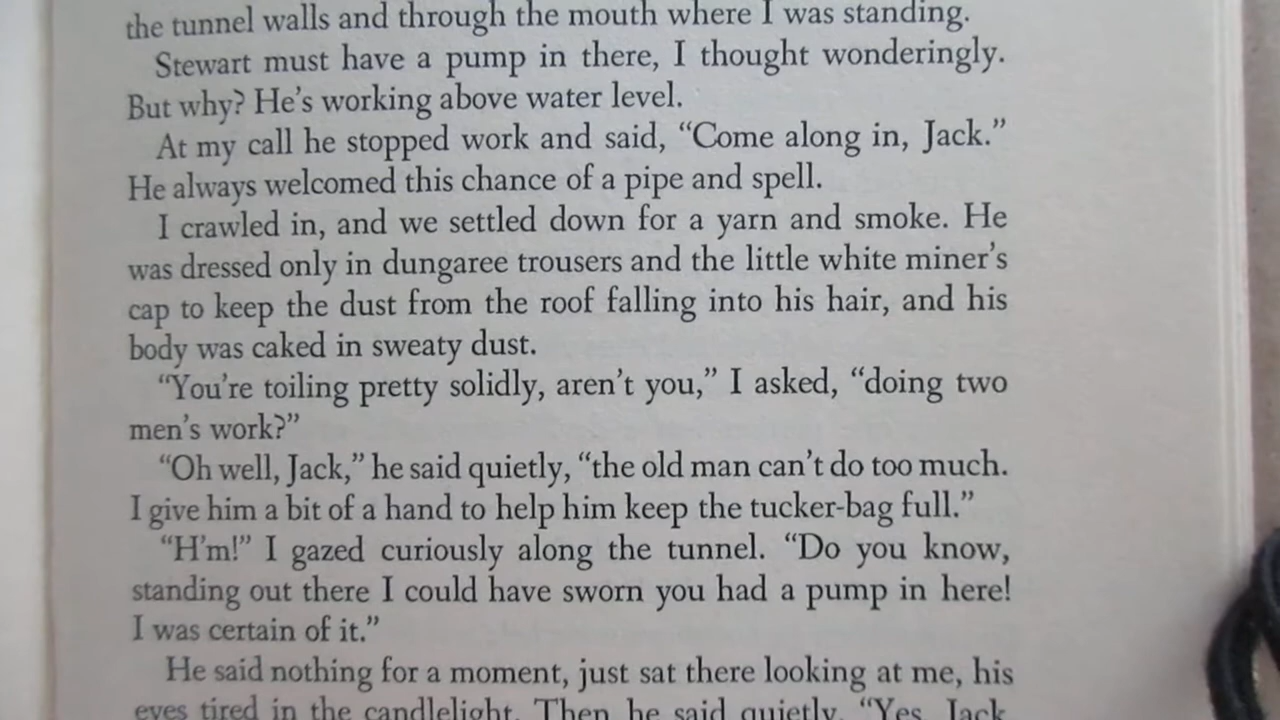 the tunnel walls and through the mouth where I was standing.
Stewart must have a pump in there, I thought wonderingly.
But why? He’s working above water level.
At my call he stopped work and said, “Come along in, Jack.”
He always welcomed this chance of a pipe and spell.
I crawled in, and we settled down for a yarn and smoke. He
was dressed only in dungaree trousers and the little white miner’s
cap to keep the dust from the roof falling into his hair, and his
body was caked in sweaty dust.
“You’re toiling pretty solidly, aren’t you,” I asked, “doing two
men’s work?”
“Oh well, Jack,” he said quietly, “the old man can’t do too much.
I give him a bit of a hand to help him keep the tucker-bag full.”
“H’m!” I gazed curiously along the tunnel. “Do you know,
standing out there I could have sworn you had a pump in here!
I was certain of it.”
He said nothing for a moment, just sat there looking at me, his
eyes tired in the candlelight. Then he said quietly, “Yes, Jack,